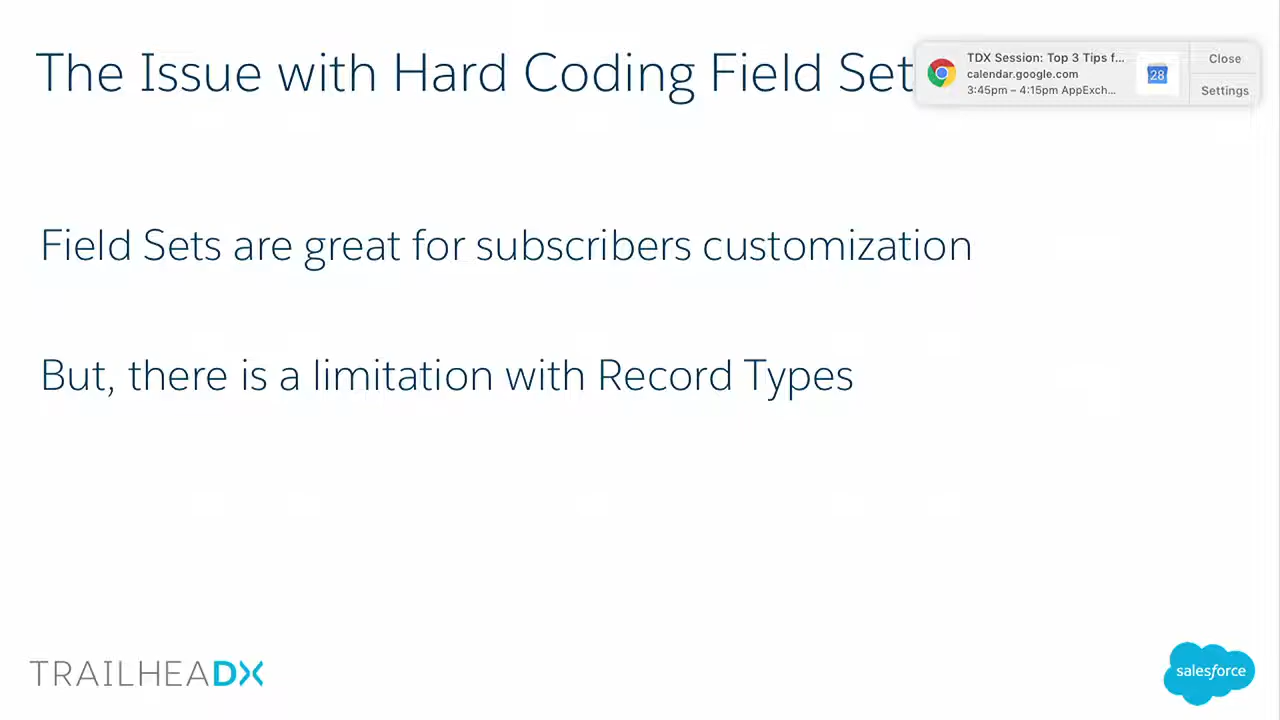 The Issue with Hard Coding Field Set
TDX Session: Top 3 Tips f...
calendar.google.com
3:45pm – 4:15pm AppExch...
28
Close
Settings
Field Sets are great for subscribers customization
But, there is a limitation with Record Types
TRAILHEADX
salesforce